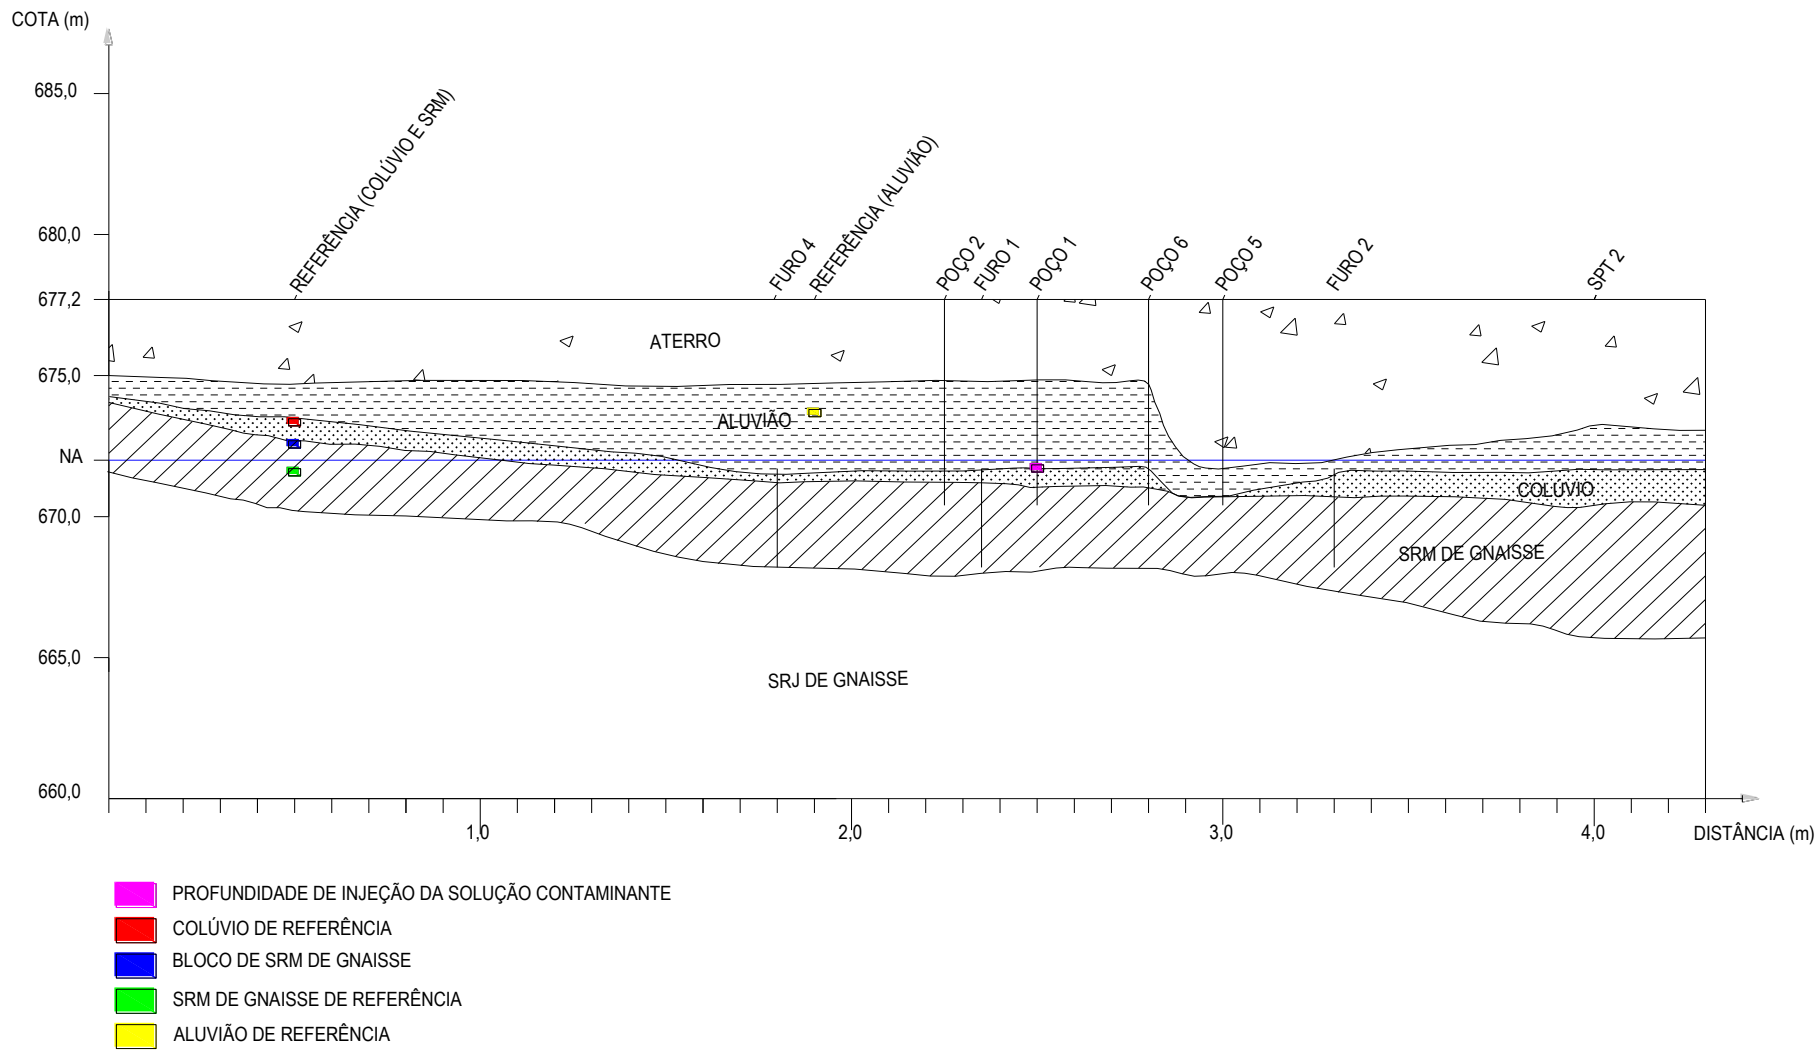 COTA (m)
685,0
680,0
677,2
675,0
NA
670,0
665,0
660,0
REFERÊNCIA (COLÚVIO E SRM)
FURO 4
REFERÊNCIA (ALUVIÃO)
POÇO 2
FURO 1
POÇO 1
POÇO 6
POÇO 5
FURO 2
SPT 2
ATERRO
ALUVIÃO
COLÚVIO
SRM DE GNAISSE
SRJ DE GNAISSE
1,0
2,0
3,0
4,0
DISTÂNCIA (m)
PROFUNDIDADE DE INJEÇÃO DA SOLUÇÃO CONTAMINANTE
COLÚVIO DE REFERÊNCIA
BLOCO DE SRM DE GNAISSE
SRM DE GNAISSE DE REFERÊNCIA
ALUVIÃO DE REFERÊNCIA